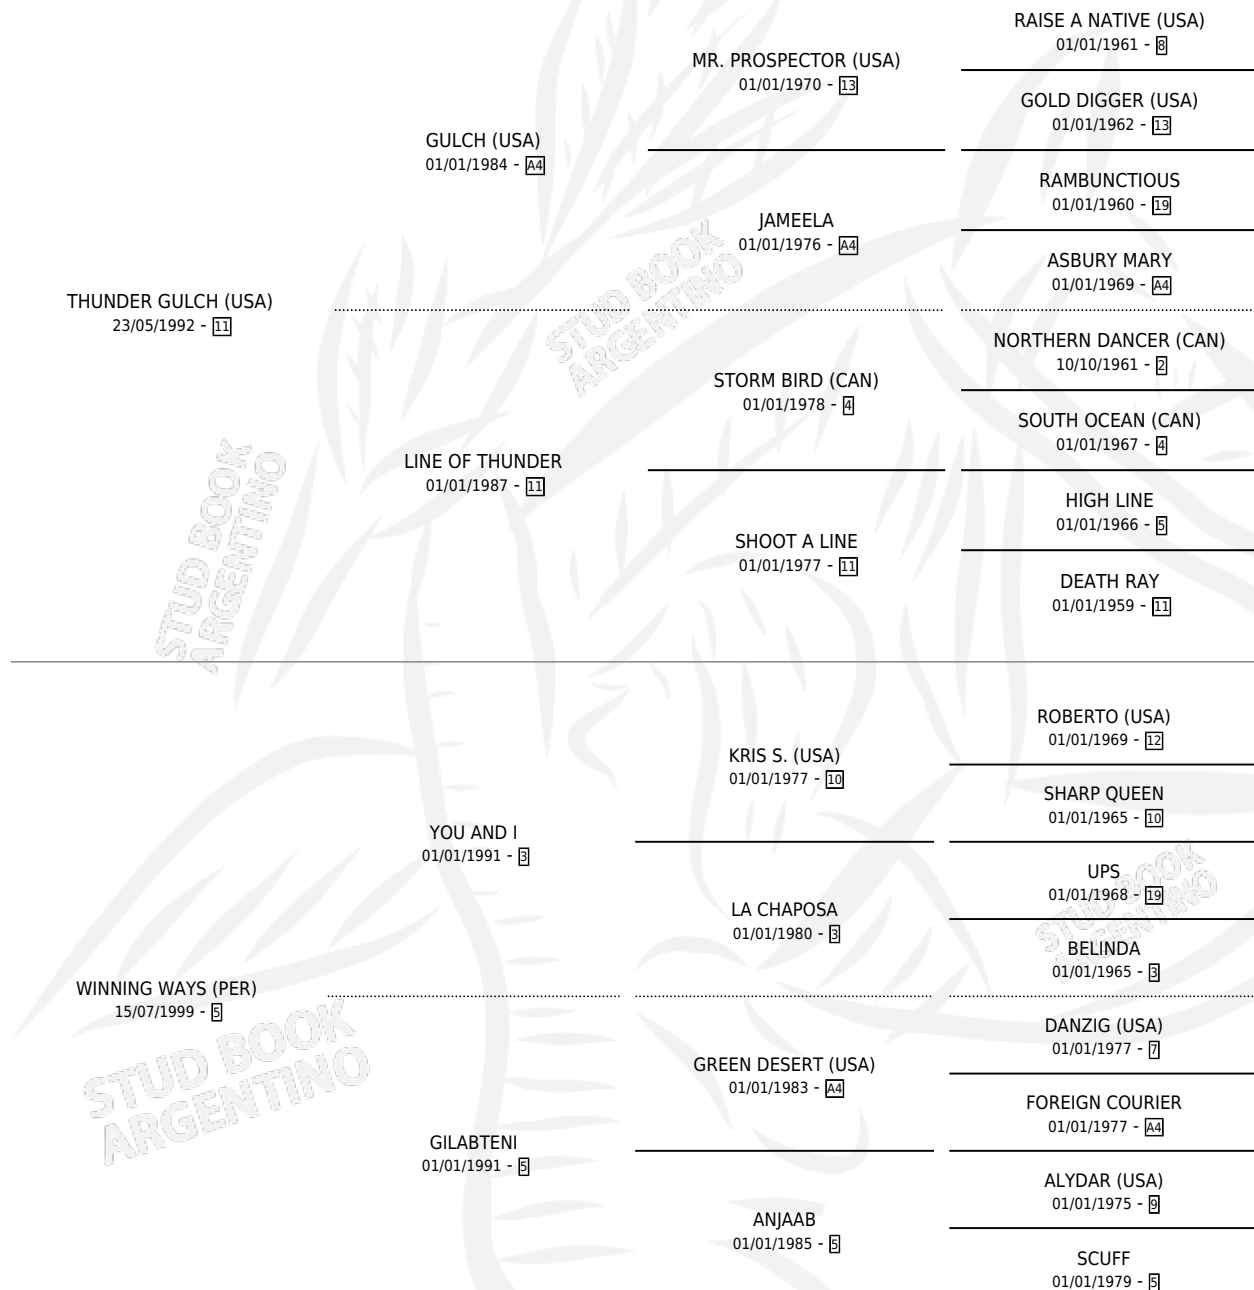 RAISE A NATIVE (USA)
01/01/1961 - 8
MR. PROSPECTOR (USA)
01/01/1970 - 13
GOLD DIGGER (USA)
01/01/1962 - 13
GULCH (USA)
01/01/1984 - A4
RAMBUNCTIOUS
01/01/1960 - 19
JAMEELA
01/01/1976 - A4
ASBURY MARY
01/01/1969 - A4
THUNDER GULCH (USA)
23/05/1992 - 11
NORTHERN DANCER (CAN)
10/10/1961 - 2
STORM BIRD (CAN)
01/01/1978 - 4
SOUTH OCEAN (CAN)
01/01/1967 - 4
LINE OF THUNDER
01/01/1987 - 11
HIGH LINE
01/01/1966 - 5
SHOOT A LINE
01/01/1977 - 11
DEATH RAY
01/01/1959 - 11
STUD BOOK
ARGENTINO
STUD BOOK
ARGENTINO
ROBERTO (USA)
01/01/1969 - 12
KRIS S. (USA)
01/01/1977 - 10
SHARP QUEEN
01/01/1965 - 10
YOU AND I
01/01/1991 - 3
UPS
01/01/1968 - 19
LA CHAPOSA
01/01/1980 - 3
BELINDA
01/01/1965 - 3
STUD BOOK
ARGENTINO
WINNING WAYS (PER)
15/07/1999 - 5
DANZIG (USA)
01/01/1977 - 7
GREEN DESERT (USA)
01/01/1983 - A4
FOREIGN COURIER
01/01/1977 - A4
STUD BOOK
ARGENTINO
GILABTENI
01/01/1991 - 5
ALYDAR (USA)
01/01/1975 - 9
ANJAAB
01/01/1985 - 5
SCUFF
01/01/1979 - 5